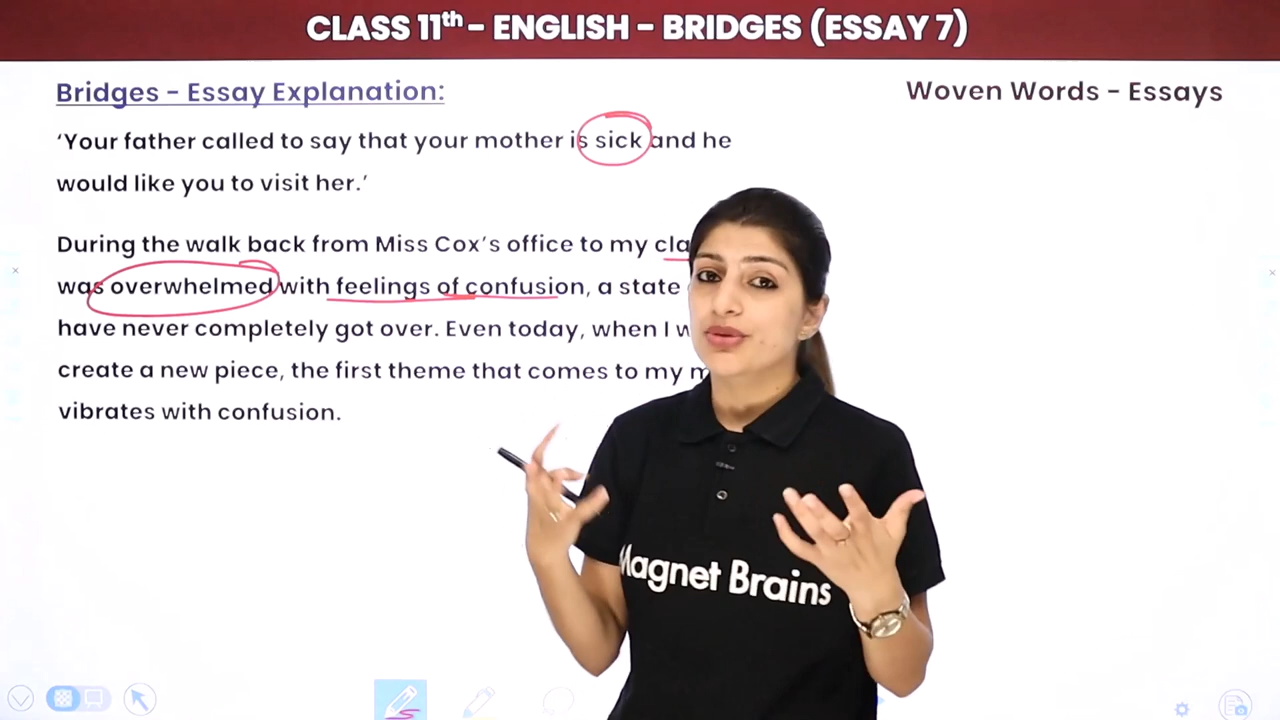 CLASS 11th - ENGLISH - BRIDGES (ESSAY 7)
Bridges - Essay Explanation:
Woven Words - Essays
‘Your father called to say that your mother is sick and he
would like you to visit her.’
During the walk back from Miss Cox’s office to my
was overwhelmed with feelings of confusion, a state
have never completely got over. Even today, when I
create a new piece, the first theme that comes to my
vibrates with confusion.
Magnet Brains